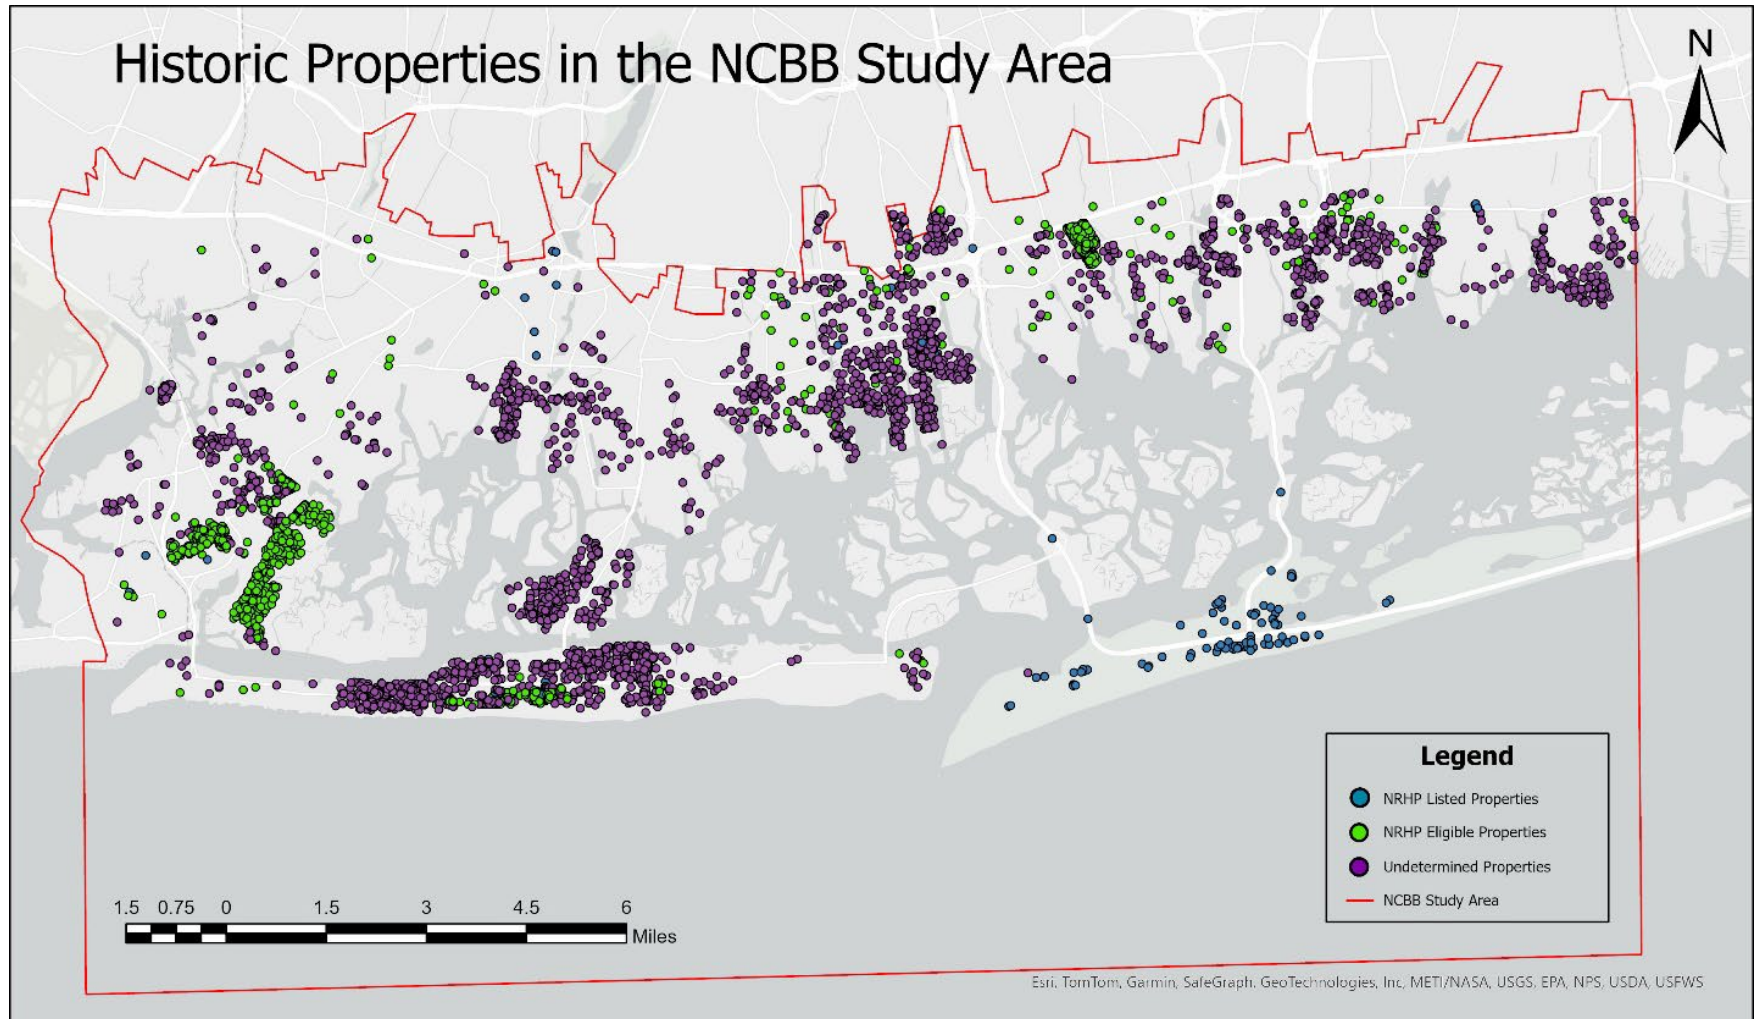 Historic Properties in the NCBB Study Area
N
Legend
NRHP Listed Properties
NRHP Eligible Properties
Undetermined Properties
NCBB Study Area
1.5 0.75 0 1.5 3 4.5 6
Miles
Esri, TomTom, Garmin, SafeGraph, GeoTechnologies, Inc, METI/NASA, USGS, EPA, NPS, USDA, USFWS